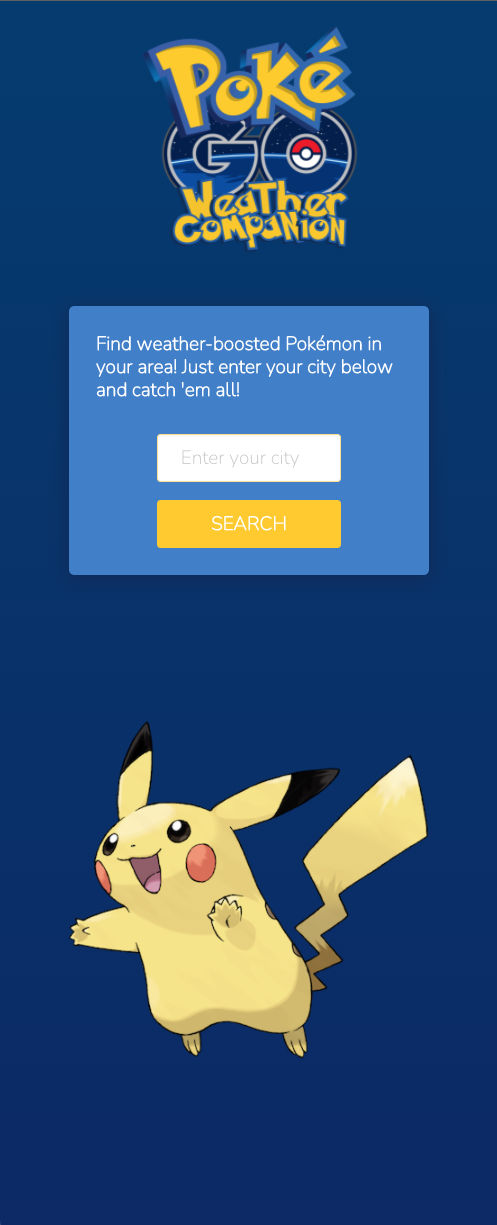 Poké
GO
Weather
Companion
Find weather-boosted Pokémon in
your area! Just enter your city below
and catch 'em all!
Enter your city
SEARCH